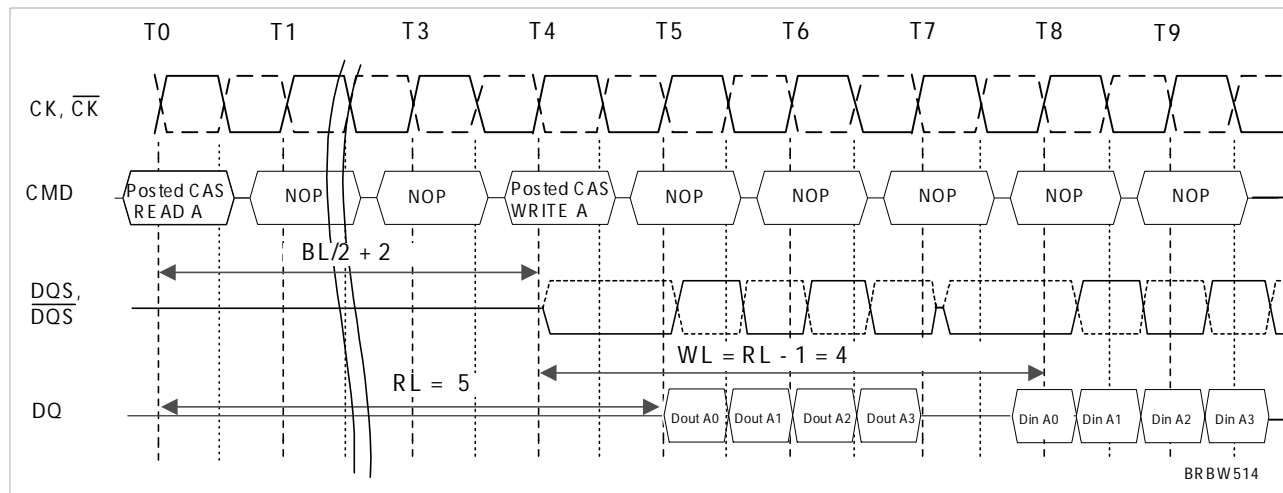 T0 T1 T3 T4 T5 T6 T7 T8 T9
CK, CK
CMD Posted CAS READ A NOP NOP Posted CAS WRITE A NOP NOP NOP NOP NOP
BL/2 + 2
DQS,
DQS
WL = RL - 1 = 4
RL = 5
DQ Dout A0 Dout A1 Dout A2 Dout A3 Din A0 Din A1 Din A2 Din A3
BRBW514